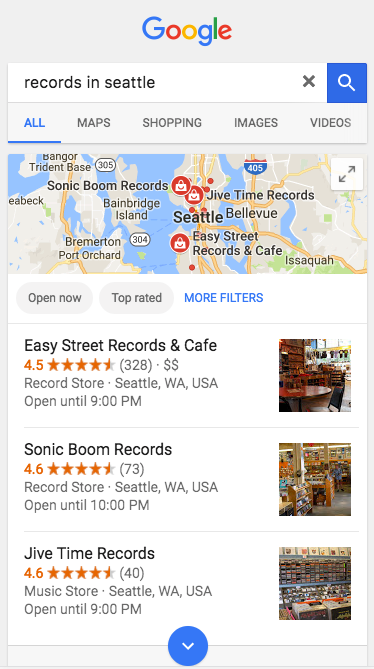 Google
records in seattle
ALL MAPS SHOPPING IMAGES VIDEOS
Bangor
Trident Base
305
405
Sonic Boom Records
Jive Time Records
eabeck
Bainbridge
Island
Seattle
Bellevue
Bremerton
304
Port Orchard
Easy Street
Records & Cafe
Issaquah
Open now Top rated MORE FILTERS
Easy Street Records & Cafe
4.5 (328) · $$
Record Store · Seattle, WA, USA
Open until 9:00 PM
Sonic Boom Records
4.6 (73)
Record Store · Seattle, WA, USA
Open until 10:00 PM
Jive Time Records
4.6 (40)
Music Store · Seattle, WA, USA
Open until 9:00 PM